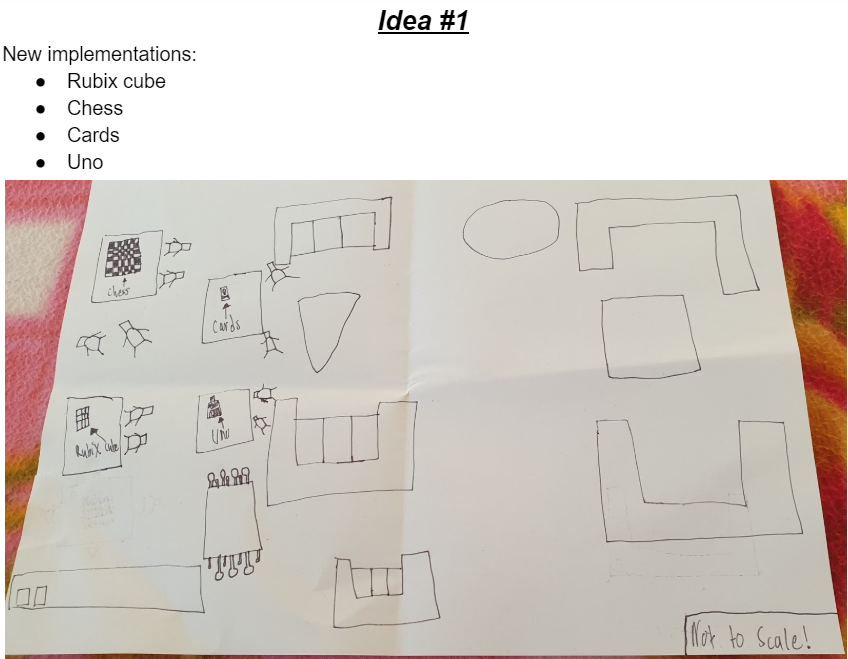 Idea #1
New implementations:
● Rubix cube
● Chess
● Cards
● Uno
Chess
Cards
Rubix cube
Uno
Not to Scale!